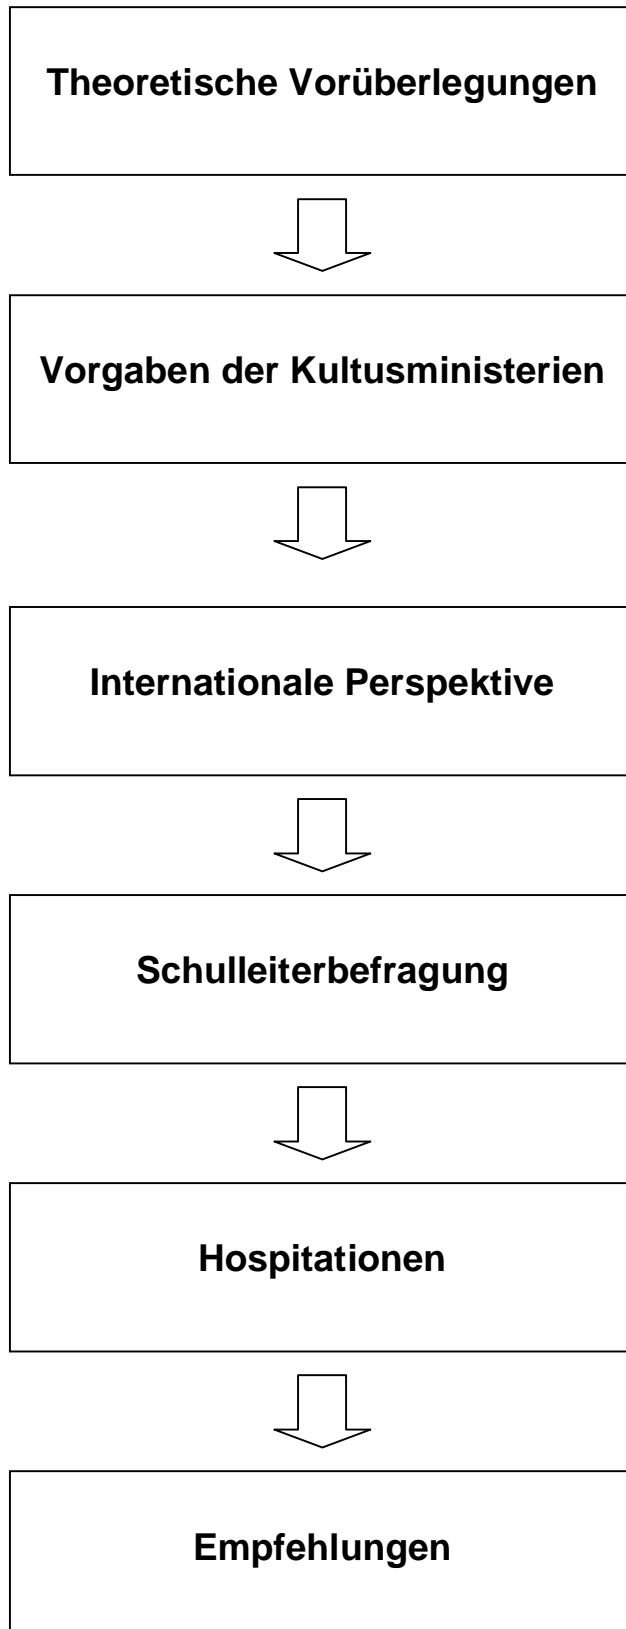 Theoretische Vorüberlegungen
Vorgaben der Kultusministerien
Internationale Perspektive
Schulleiterbefragung
Hospitationen
Empfehlungen